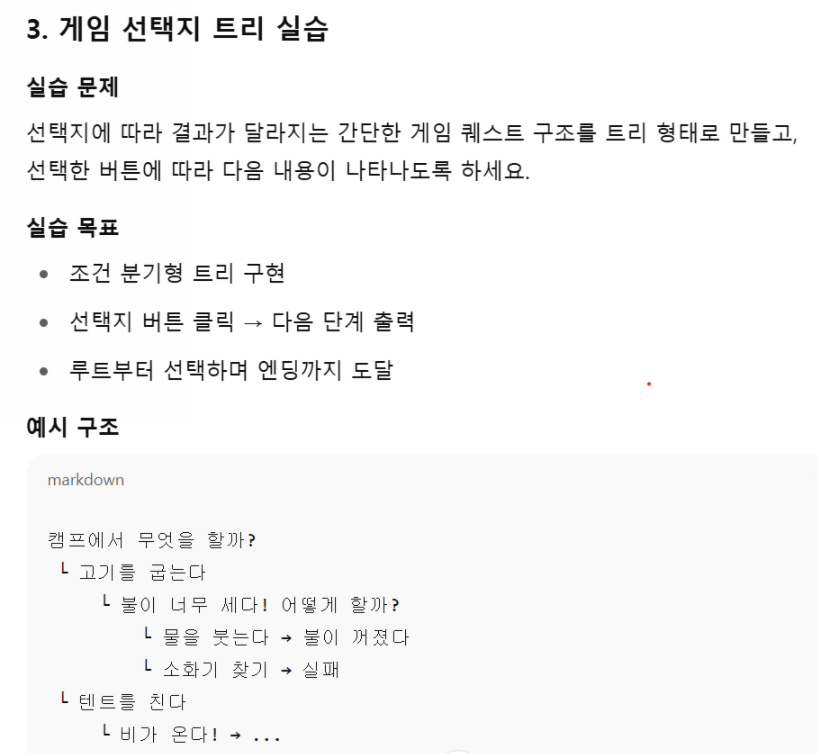 3. 게임 선택지 트리 실습
실습 문제
선택지에 따라 결과가 달라지는 간단한 게임 퀘스트 구조를 트리 형태로 만들고,
선택한 버튼에 따라 다음 내용이 나타나도록 하세요.
실습 목표
• 조건 분기형 트리 구현
• 선택지 버튼 클릭 → 다음 단계 출력
• 루트부터 선택하며 엔딩까지 도달
예시 구조
markdown
캠프에서 무엇을 할까?
└ 고기를 굽는다
└ 불이 너무 세다! 어떻게 할까?
└ 물을 붓는다 → 불이 꺼졌다
└ 소화기 찾기 → 실패
└ 텐트를 친다
└ 비가 온다! → ...